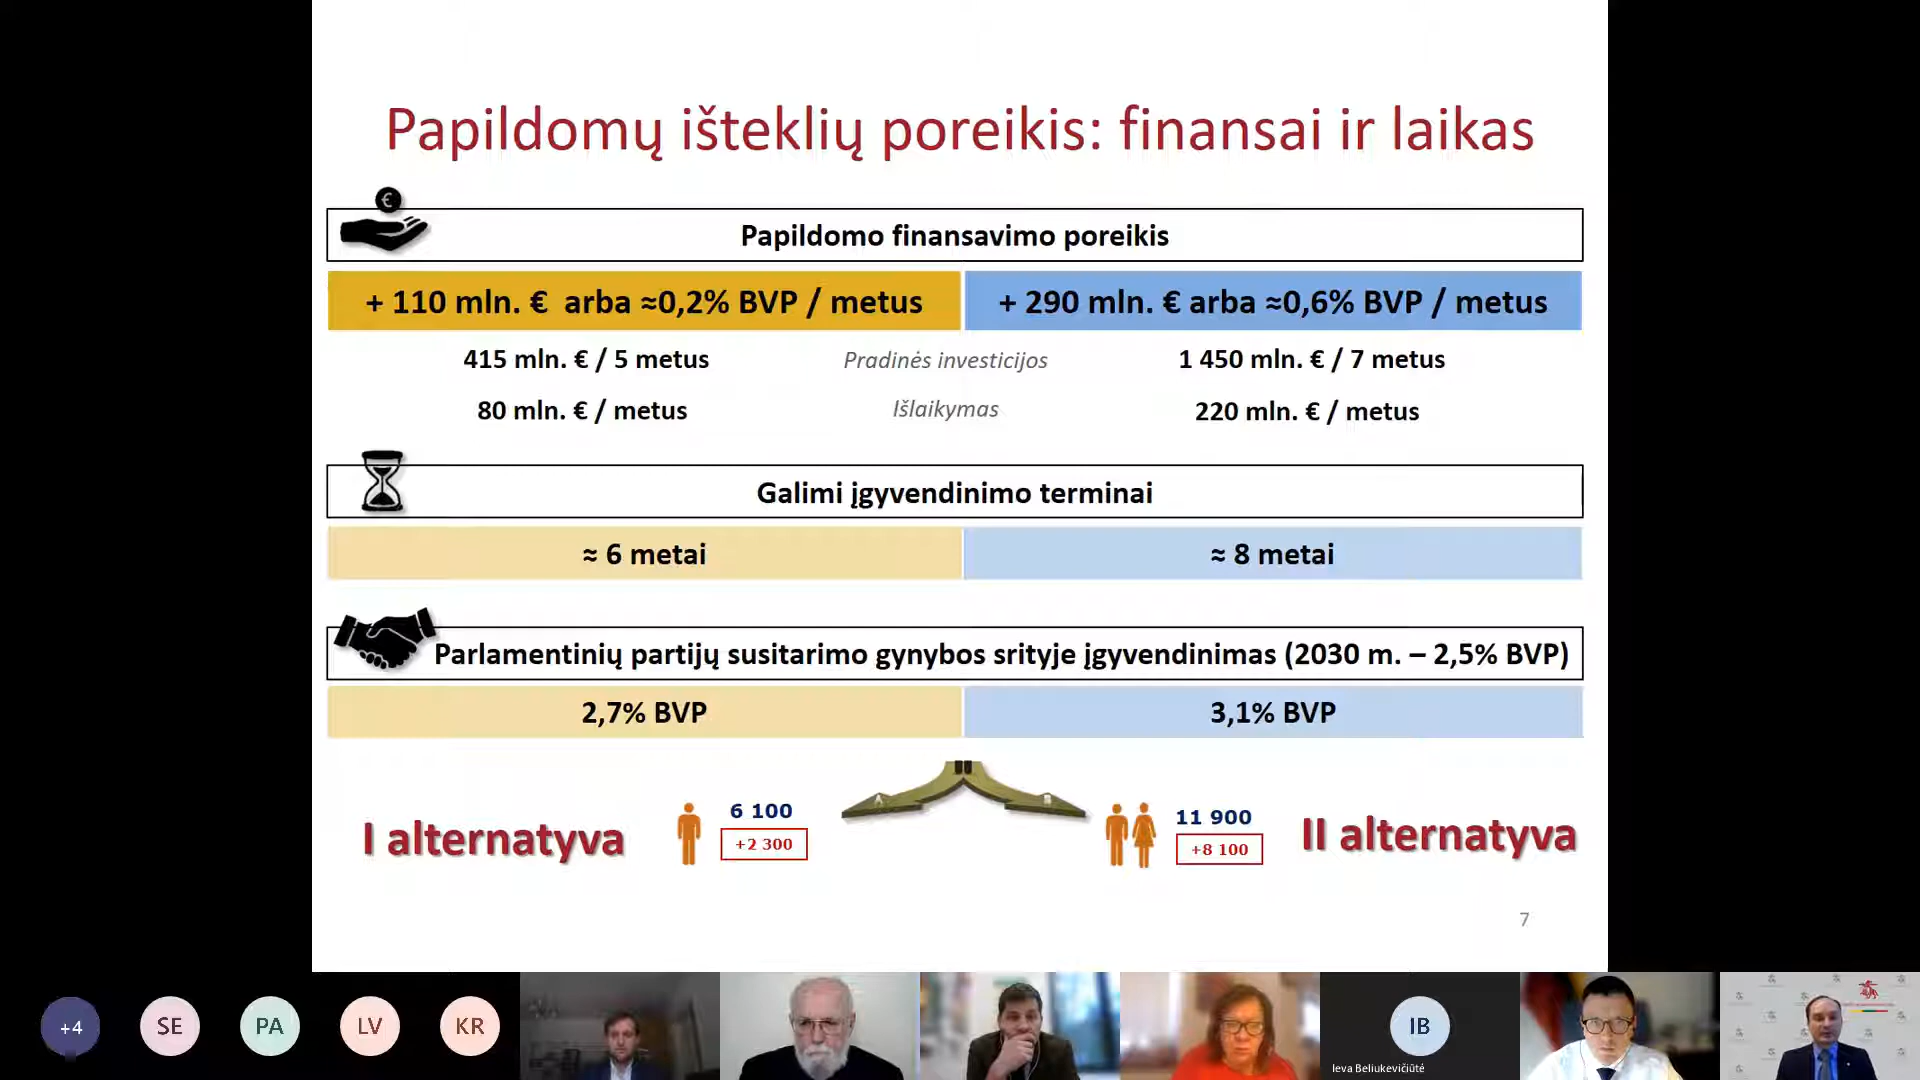 Papildomų išteklių poreikis: finansai ir laikas
€
Papildomo finansavimo poreikis
+ 110 mln. € arba ≈0,2% BVP / metus
+ 290 mln. € arba ≈0,6% BVP / metus
415 mln. € / 5 metus
Pradinės investicijos
1 450 mln. € / 7 metus
80 mln. € / metus
Išlaikymas
220 mln. € / metus
Galimi įgyvendinimo terminai
≈ 6 metai
≈ 8 metai
Parlamentinių partijų susitarimo gynybos srityje įgyvendinimas (2030 m. – 2,5% BVP)
2,7% BVP
3,1% BVP
A
B
I alternatyva
6 100
+2 300
11 900
+8 100
II alternatyva
7
+4
SE
PA
LV
KR
IB
Ieva Beliukevičiūtė